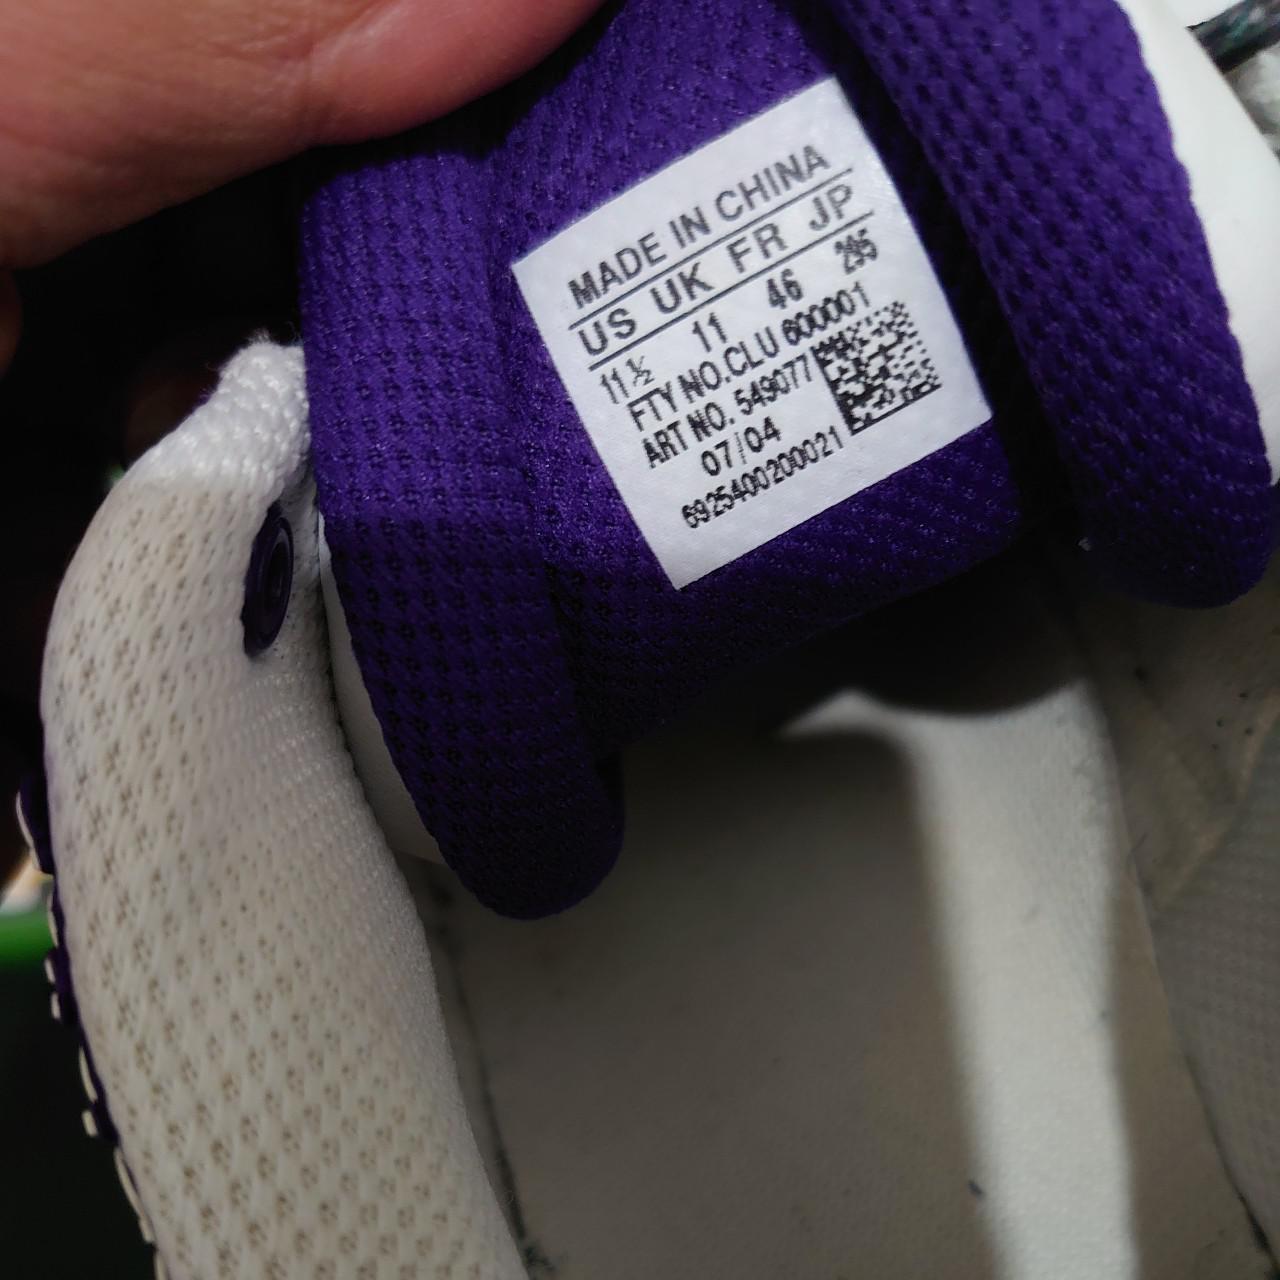 MADE IN CHINA
US UK FR JP
11½ 11 46 295
FTY NO.CLU 600001
ART NO. 549077
07/04
6925400200021